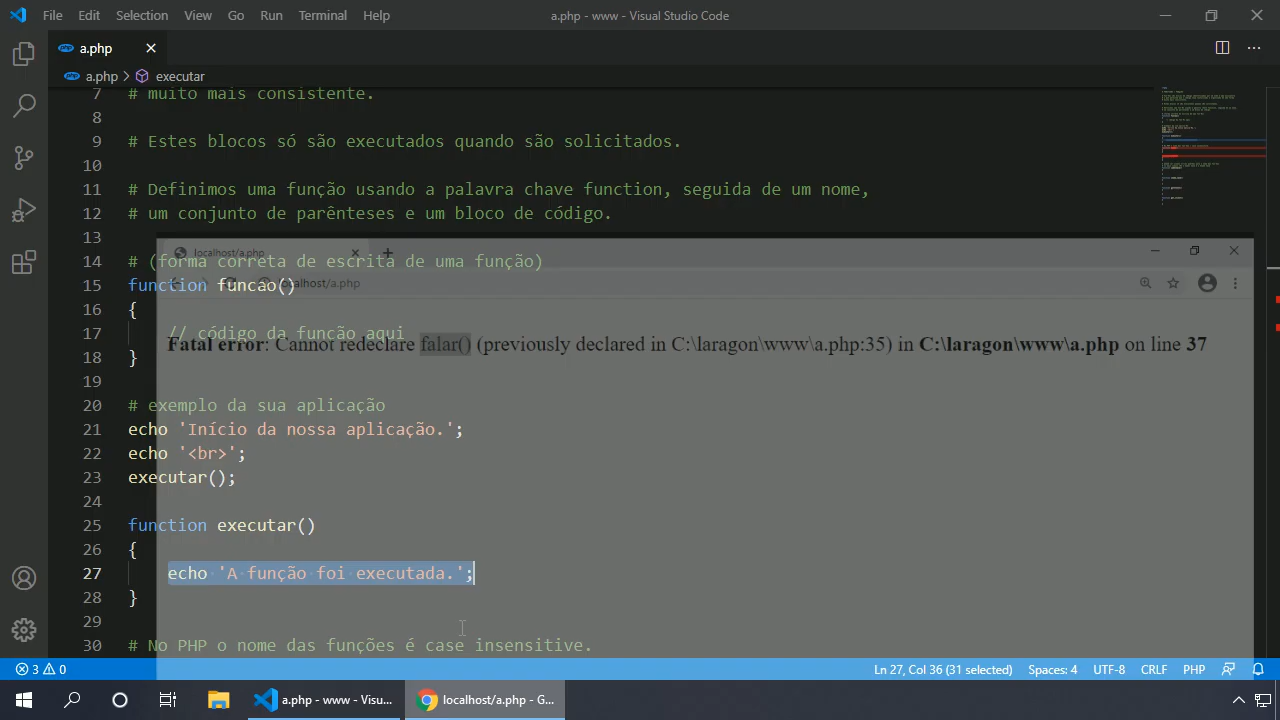 File Edit Selection View Go Run Terminal Help
a.php - www - Visual Studio Code
php a.php
php a.php > executar
7 # muito mais consistente.
8
9 # Estes blocos só são executados quando são solicitados.
10
11 # Definimos uma função usando a palavra chave function, seguida de um nome,
12 # um conjunto de parênteses e um bloco de código.
13
localhost/a.php
14 # (forma correta de escrita de uma função)
15 function funcao()
localhost/a.php
16 {
17 // código da função aqui
Fatal error: Cannot redeclare falar() (previously declared in C:\laragon\www\a.php:35) in C:\laragon\www\a.php on line 37
18 }
19
20 # exemplo da sua aplicação
21 echo 'Início da nossa aplicação.';
22 echo '<br>';
23 executar();
24
25 function executar()
26 {
27 echo 'A função foi executada.';
28 }
29
30 # No PHP o nome das funções é case insensitive.
3 0 Ln 27, Col 36 (31 selected) Spaces: 4 UTF-8 CRLF PHP
a.php - www - Visu... localhost/a.php - G...